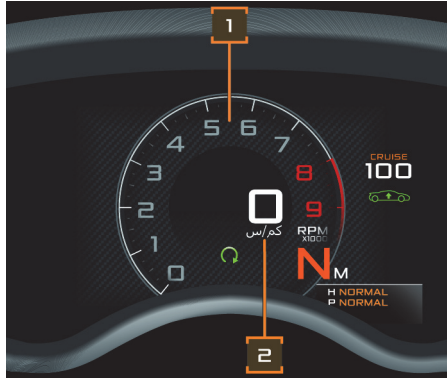 1
5 6
4 7
3 8
2 9
1
0
CRUISE
100
0
كم/س
RPM
X1000
N M
H NORMAL
P NORMAL
2